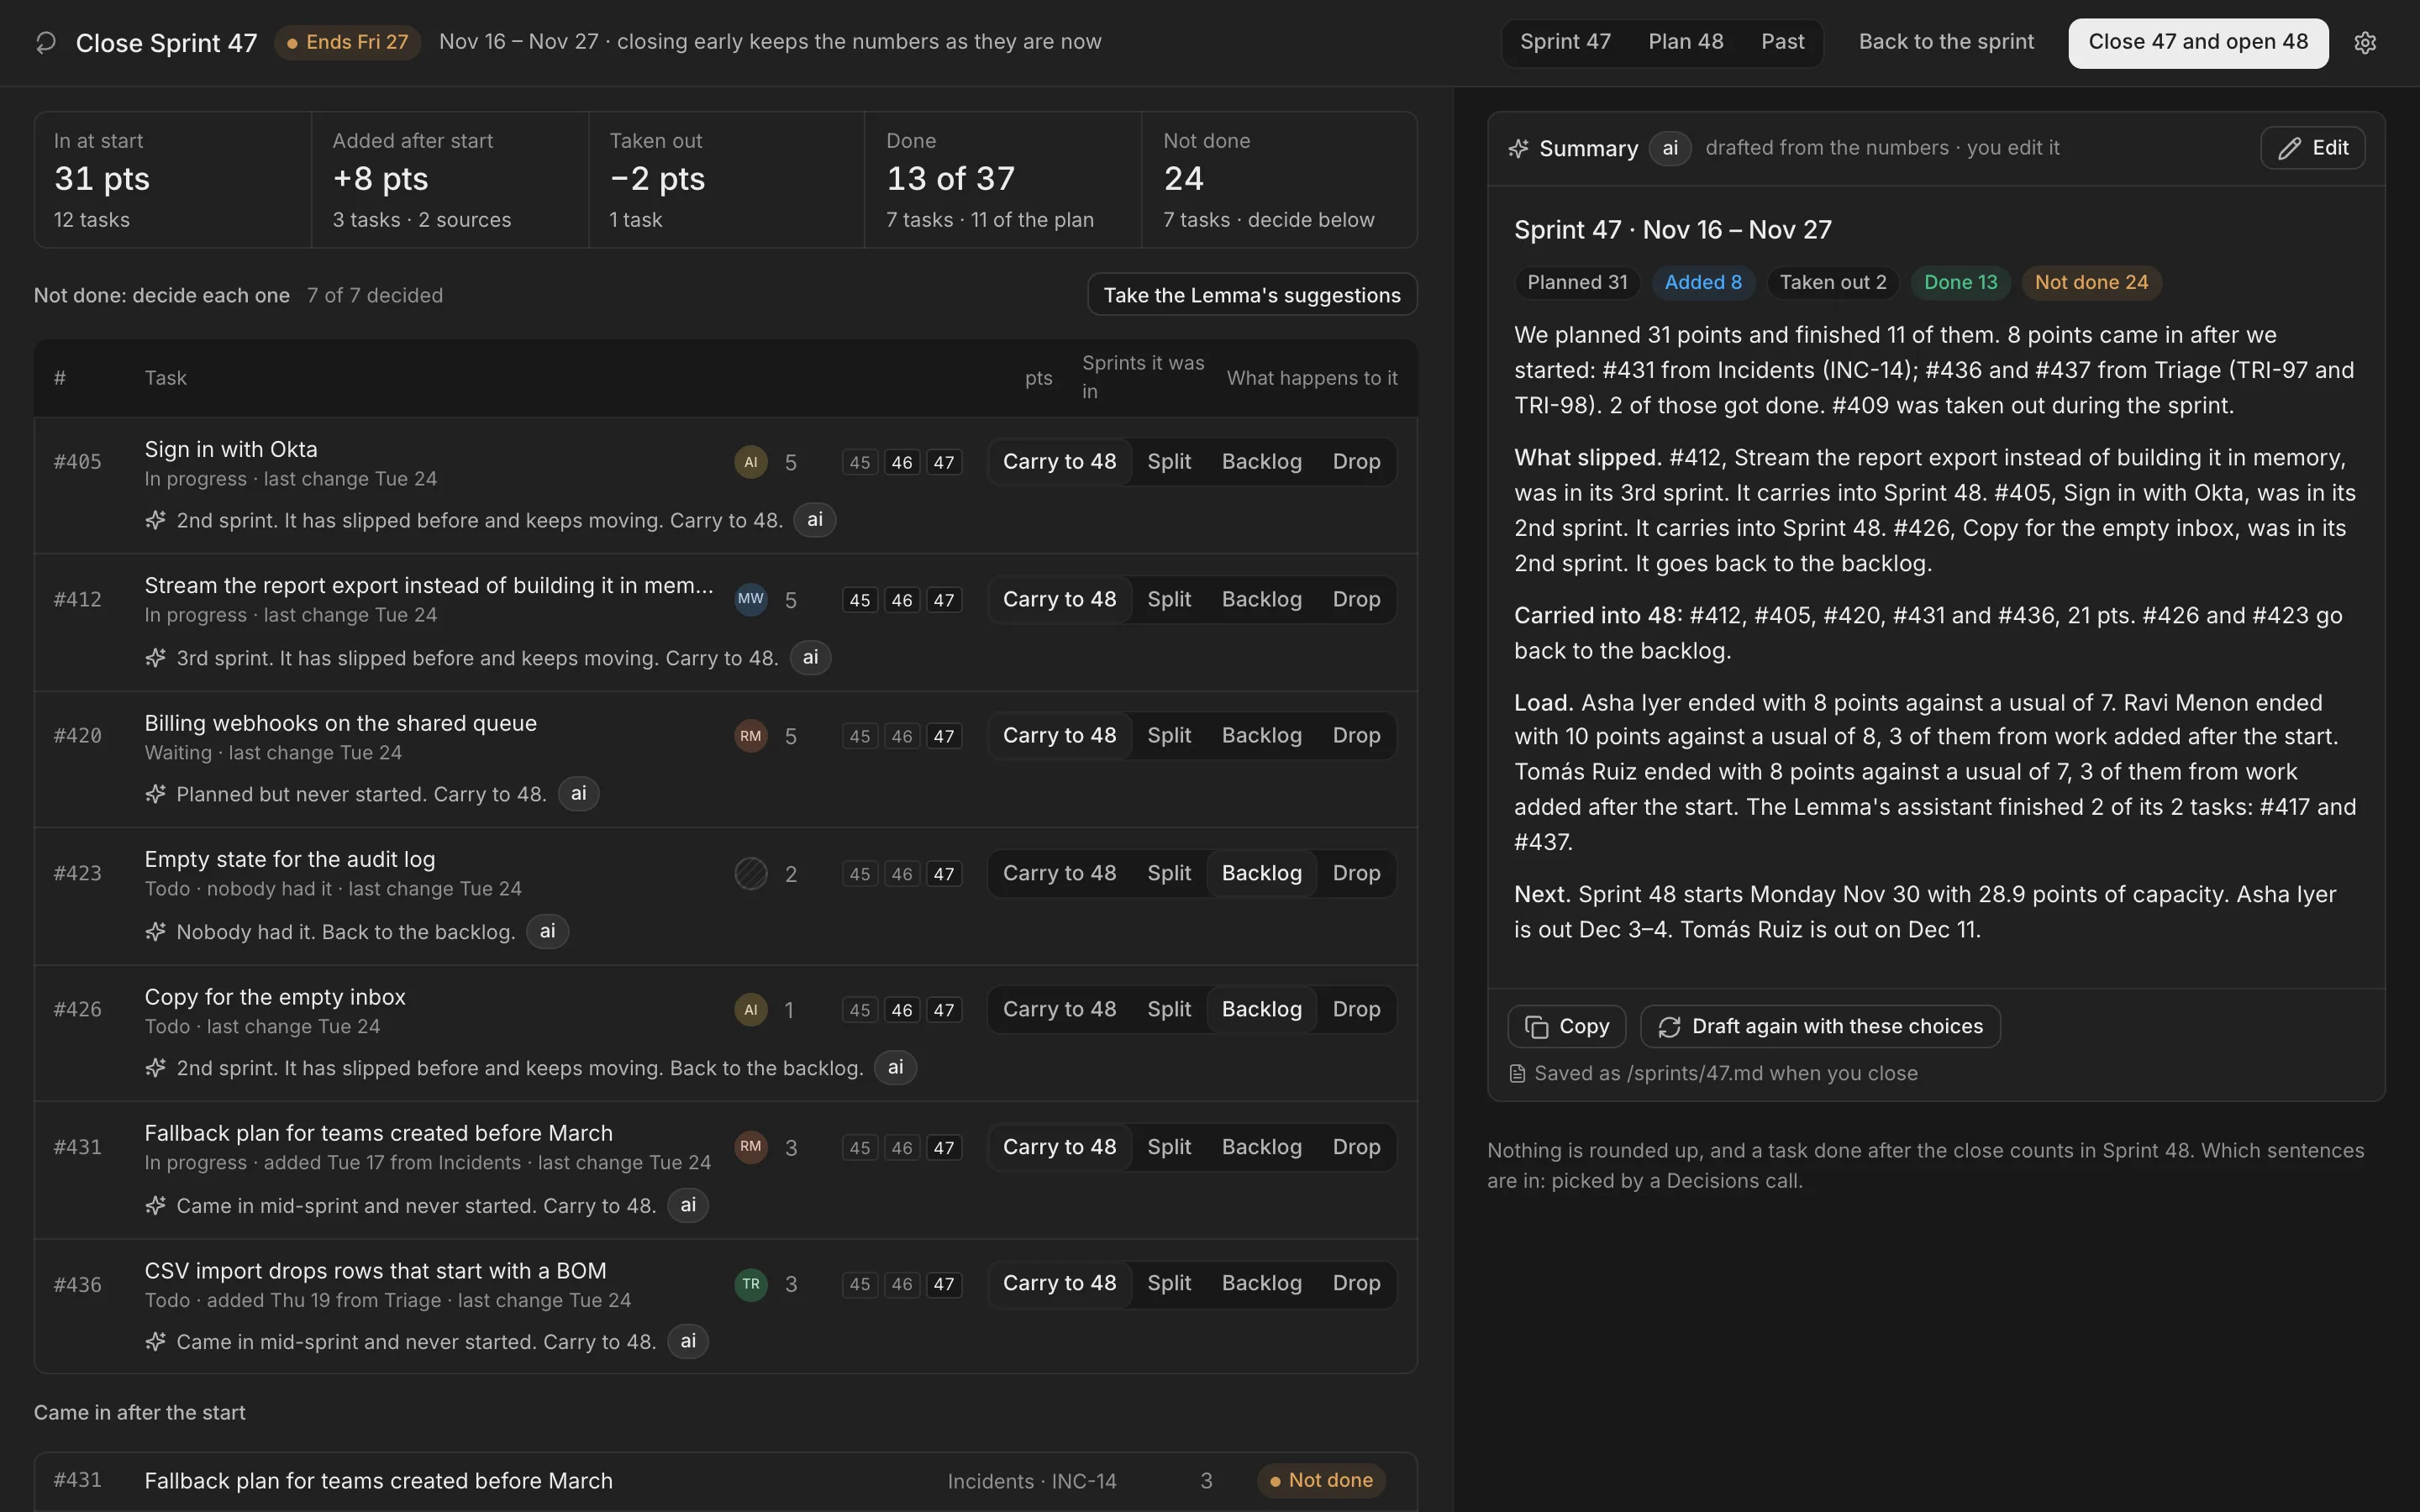 Close Sprint 47
Ends Fri 27
Nov 16 – Nov 27 · closing early keeps the numbers as they are now
Sprint 47
Plan 48
Past
Back to the sprint
Close 47 and open 48
In at start
31 pts
12 tasks
Added after start
+8 pts
3 tasks · 2 sources
Taken out
−2 pts
1 task
Done
13 of 37
7 tasks · 11 of the plan
Not done
24
7 tasks · decide below
Not done: decide each one
7 of 7 decided
Take the Lemma's suggestions
# Task pts Sprints it was in What happens to it
#405 Sign in with Okta AI 5 45 46 47 Carry to 48 Split Backlog Drop
In progress · last change Tue 24
2nd sprint. It has slipped before and keeps moving. Carry to 48. ai
#412 Stream the report export instead of building it in mem... MW 5 45 46 47 Carry to 48 Split Backlog Drop
In progress · last change Tue 24
3rd sprint. It has slipped before and keeps moving. Carry to 48. ai
#420 Billing webhooks on the shared queue RM 5 45 46 47 Carry to 48 Split Backlog Drop
Waiting · last change Tue 24
Planned but never started. Carry to 48. ai
#423 Empty state for the audit log 2 45 46 47 Carry to 48 Split Backlog Drop
Todo · nobody had it · last change Tue 24
Nobody had it. Back to the backlog. ai
#426 Copy for the empty inbox AI 1 45 46 47 Carry to 48 Split Backlog Drop
Todo · last change Tue 24
2nd sprint. It has slipped before and keeps moving. Back to the backlog. ai
#431 Fallback plan for teams created before March RM 3 45 46 47 Carry to 48 Split Backlog Drop
In progress · added Tue 17 from Incidents · last change Tue 24
Came in mid-sprint and never started. Carry to 48. ai
#436 CSV import drops rows that start with a BOM TR 3 45 46 47 Carry to 48 Split Backlog Drop
Todo · added Thu 19 from Triage · last change Tue 24
Came in mid-sprint and never started. Carry to 48. ai
Came in after the start
#431 Fallback plan for teams created before March Incidents · INC-14 3 Not done
Summary ai drafted from the numbers · you edit it
Edit
Sprint 47 · Nov 16 – Nov 27
Planned 31
Added 8
Taken out 2
Done 13
Not done 24
We planned 31 points and finished 11 of them. 8 points came in after we
started: #431 from Incidents (INC-14); #436 and #437 from Triage (TRI-97 and
TRI-98). 2 of those got done. #409 was taken out during the sprint.
What slipped. #412, Stream the report export instead of building it in memory,
was in its 3rd sprint. It carries into Sprint 48. #405, Sign in with Okta, was in its
2nd sprint. It carries into Sprint 48. #426, Copy for the empty inbox, was in its
2nd sprint. It goes back to the backlog.
Carried into 48: #412, #405, #420, #431 and #436, 21 pts. #426 and #423 go
back to the backlog.
Load. Asha Iyer ended with 8 points against a usual of 7. Ravi Menon ended
with 10 points against a usual of 8, 3 of them from work added after the start.
Tomás Ruiz ended with 8 points against a usual of 7, 3 of them from work
added after the start. The Lemma's assistant finished 2 of its 2 tasks: #417 and
#437.
Next. Sprint 48 starts Monday Nov 30 with 28.9 points of capacity. Asha Iyer
is out Dec 3–4. Tomás Ruiz is out on Dec 11.
Copy
Draft again with these choices
Saved as /sprints/47.md when you close
Nothing is rounded up, and a task done after the close counts in Sprint 48. Which sentences
are in: picked by a Decisions call.